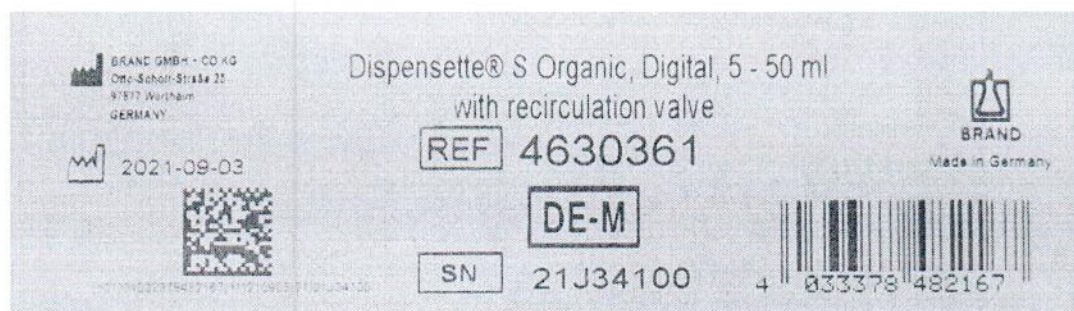 BRAND GMBH + CO KG
Otto-Schott-Straße 25
97877 Wertheim
GERMANY
2021-09-03
Dispensette® S Organic, Digital, 5 - 50 ml
with recirculation valve
REF 4630361
DE-M
SN 21J34100
BRAND
Made in Germany
4 033378 482167